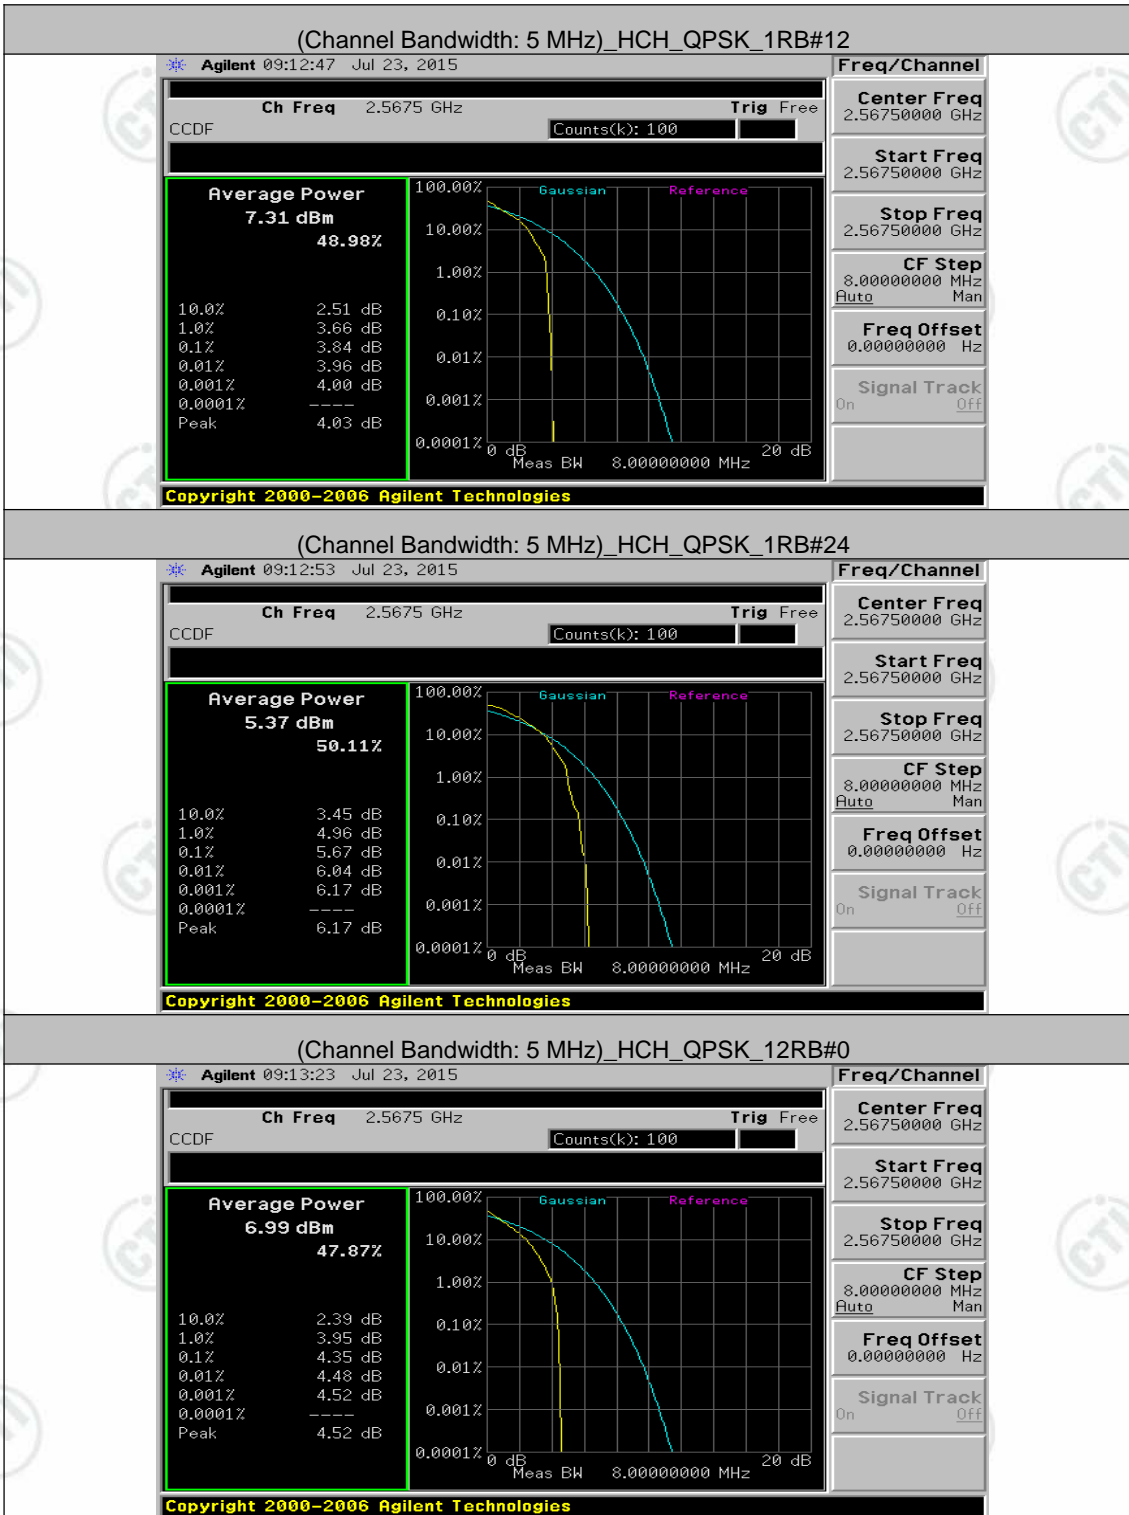 (Channel Bandwidth: 5 MHz)_HCH_QPSK_1RB#12
Agilent 09:12:47 Jul 23, 2015
Freq/Channel
Ch Freq 2.5675 GHz Trig Free
CCDF Counts(k): 100
Average Power
7.31 dBm
48.98%
10.0% 2.51 dB
1.0% 3.66 dB
0.1% 3.84 dB
0.01% 3.96 dB
0.001% 4.00 dB
0.0001% ----
Peak 4.03 dB
Gaussian Reference
100.00%
10.00%
1.00%
0.10%
0.01%
0.001%
0.0001%
0 dB 20 dB
Meas BW 8.00000000 MHz
Center Freq
2.56750000 GHz
Start Freq
2.56750000 GHz
Stop Freq
2.56750000 GHz
CF Step
8.00000000 MHz
Auto Man
Freq Offset
0.00000000 Hz
Signal Track
On Off
Copyright 2000-2006 Agilent Technologies
(Channel Bandwidth: 5 MHz)_HCH_QPSK_1RB#24
Agilent 09:12:53 Jul 23, 2015
Freq/Channel
Ch Freq 2.5675 GHz Trig Free
CCDF Counts(k): 100
Average Power
5.37 dBm
50.11%
10.0% 3.45 dB
1.0% 4.96 dB
0.1% 5.67 dB
0.01% 6.04 dB
0.001% 6.17 dB
0.0001% ----
Peak 6.17 dB
Gaussian Reference
100.00%
10.00%
1.00%
0.10%
0.01%
0.001%
0.0001%
0 dB 20 dB
Meas BW 8.00000000 MHz
Center Freq
2.56750000 GHz
Start Freq
2.56750000 GHz
Stop Freq
2.56750000 GHz
CF Step
8.00000000 MHz
Auto Man
Freq Offset
0.00000000 Hz
Signal Track
On Off
Copyright 2000-2006 Agilent Technologies
(Channel Bandwidth: 5 MHz)_HCH_QPSK_12RB#0
Agilent 09:13:23 Jul 23, 2015
Freq/Channel
Ch Freq 2.5675 GHz Trig Free
CCDF Counts(k): 100
Average Power
6.99 dBm
47.87%
10.0% 2.39 dB
1.0% 3.95 dB
0.1% 4.35 dB
0.01% 4.48 dB
0.001% 4.52 dB
0.0001% ----
Peak 4.52 dB
Gaussian Reference
100.00%
10.00%
1.00%
0.10%
0.01%
0.001%
0.0001%
0 dB 20 dB
Meas BW 8.00000000 MHz
Center Freq
2.56750000 GHz
Start Freq
2.56750000 GHz
Stop Freq
2.56750000 GHz
CF Step
8.00000000 MHz
Auto Man
Freq Offset
0.00000000 Hz
Signal Track
On Off
Copyright 2000-2006 Agilent Technologies
CTI
CTI
CTI
CTI
CTI
CTI
CTI
CTI